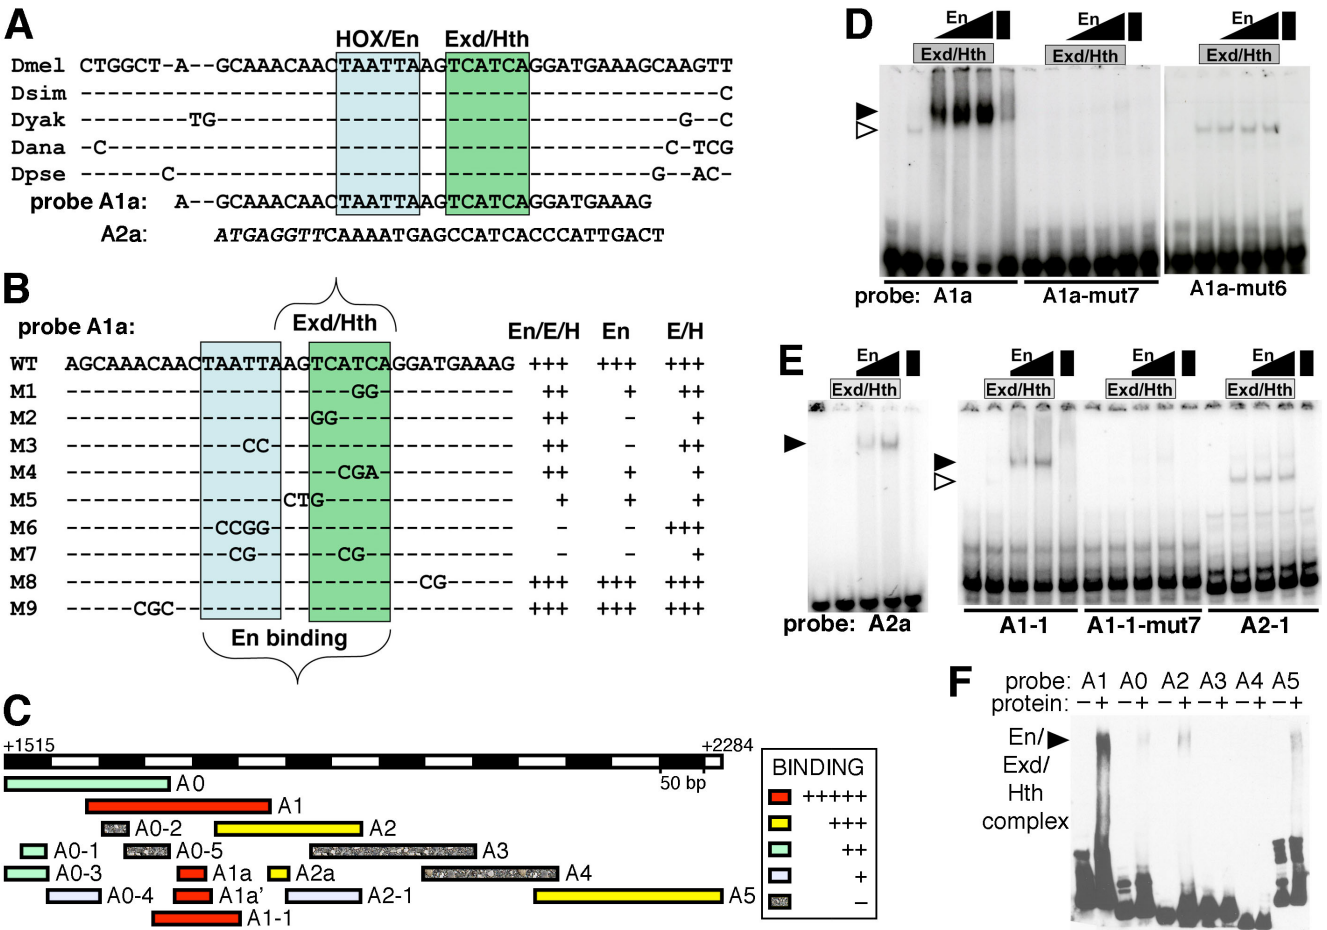 A
HOX/En Exd/Hth
Dmel CTGGCT-A--GCAAACAACTAATTAAGTCATCAGGATGAAAGCAAGTT
Dsim -----------------------------------------------C
Dyak --------TG----------------------------------G--C
Dana -C-----------------------------------------C-TCG
Dpse ------C-----------------------------------G--AC-
probe A1a: A--GCAAACAACTAATTAAGTCATCAGGATGAAAG
A2a: ATGAGGTTCAAAATGAGCCATCACCCATTGACT
B
probe A1a: Exd/Hth En/E/H En E/H
WT AGCAAACAACTAATTAAGTCATCAGGATGAAAG +++ +++ +++
M1 ---------------------GG---------- ++ + ++
M2 ------------------GG------------- ++ – +
M3 -------------CC------------------ ++ – ++
M4 --------------------CGA---------- ++ + +
M5 ----------------CTG-------------- + + +
M6 -----------CCGG------------------ – – +++
M7 ------------CG------CG----------- – – +
M8 --------------------------CG----- +++ +++ +++
M9 -----CGC------------------------- +++ +++ +++
En binding
C
+1515 +2284
50 bp
A0
A1
A0-2 A2
A0-1 A0-5 A3
A0-3 A1a A2a A4
A0-4 A1a' A2-1 A5
A1-1
BINDING
+++++
+++
++
+
–
D
En En En
Exd/Hth Exd/Hth Exd/Hth
probe: A1a A1a-mut7 A1a-mut6
E
En En En En
Exd/Hth Exd/Hth Exd/Hth Exd/Hth
probe: A2a A1-1 A1-1-mut7 A2-1
F
probe: A1 A0 A2 A3 A4 A5
protein: – + – + – + – + – + – +
En/
Exd/
Hth
complex